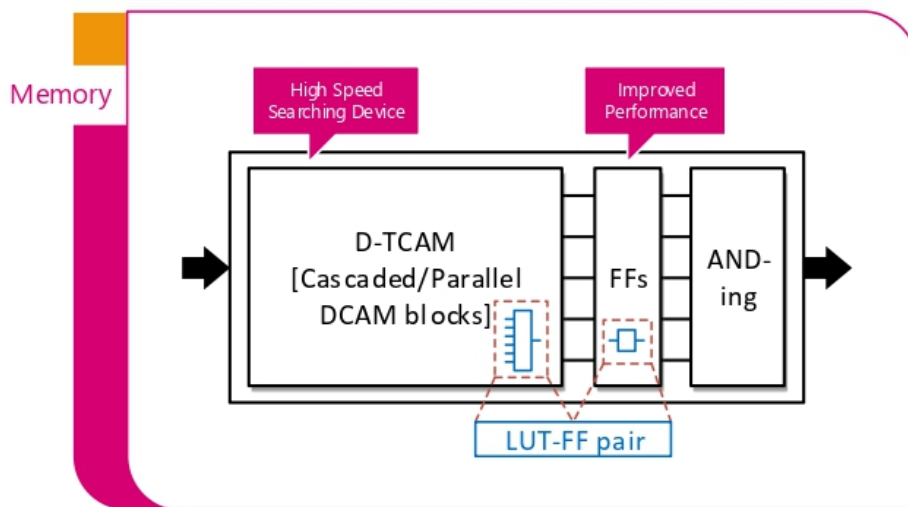 Memory
High Speed
Searching Device
Improved
Performance
D-TCAM
[Cascaded/Parallel
DCAM blocks]
FFs
AND-
ing
LUT-FF pair